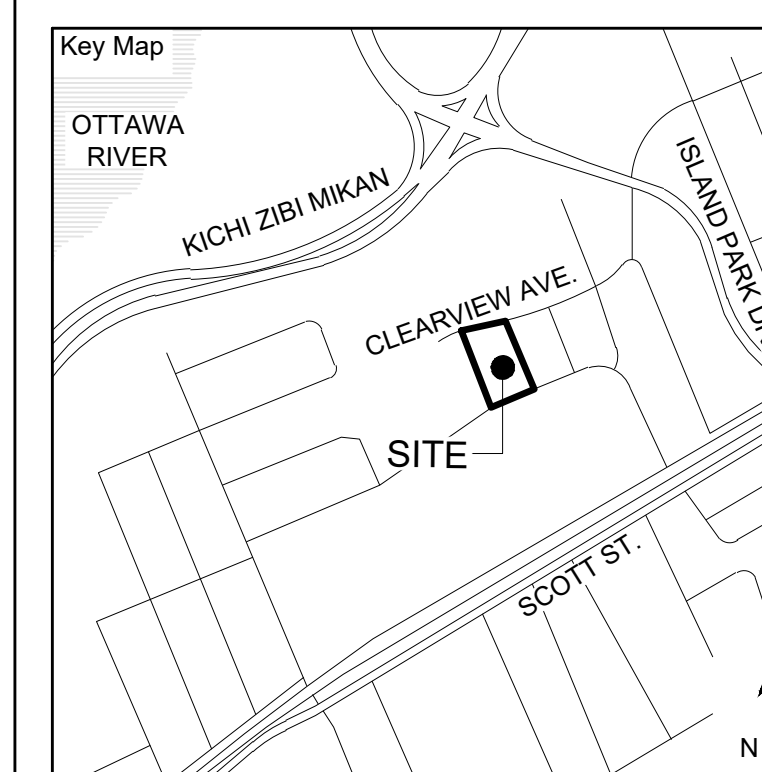 Key Map
OTTAWA
RIVER
KICHI ZIBI MIKAN
ISLAND PARK DR.
CLEARVIEW AVE.
SITE
SCOTT ST.
N